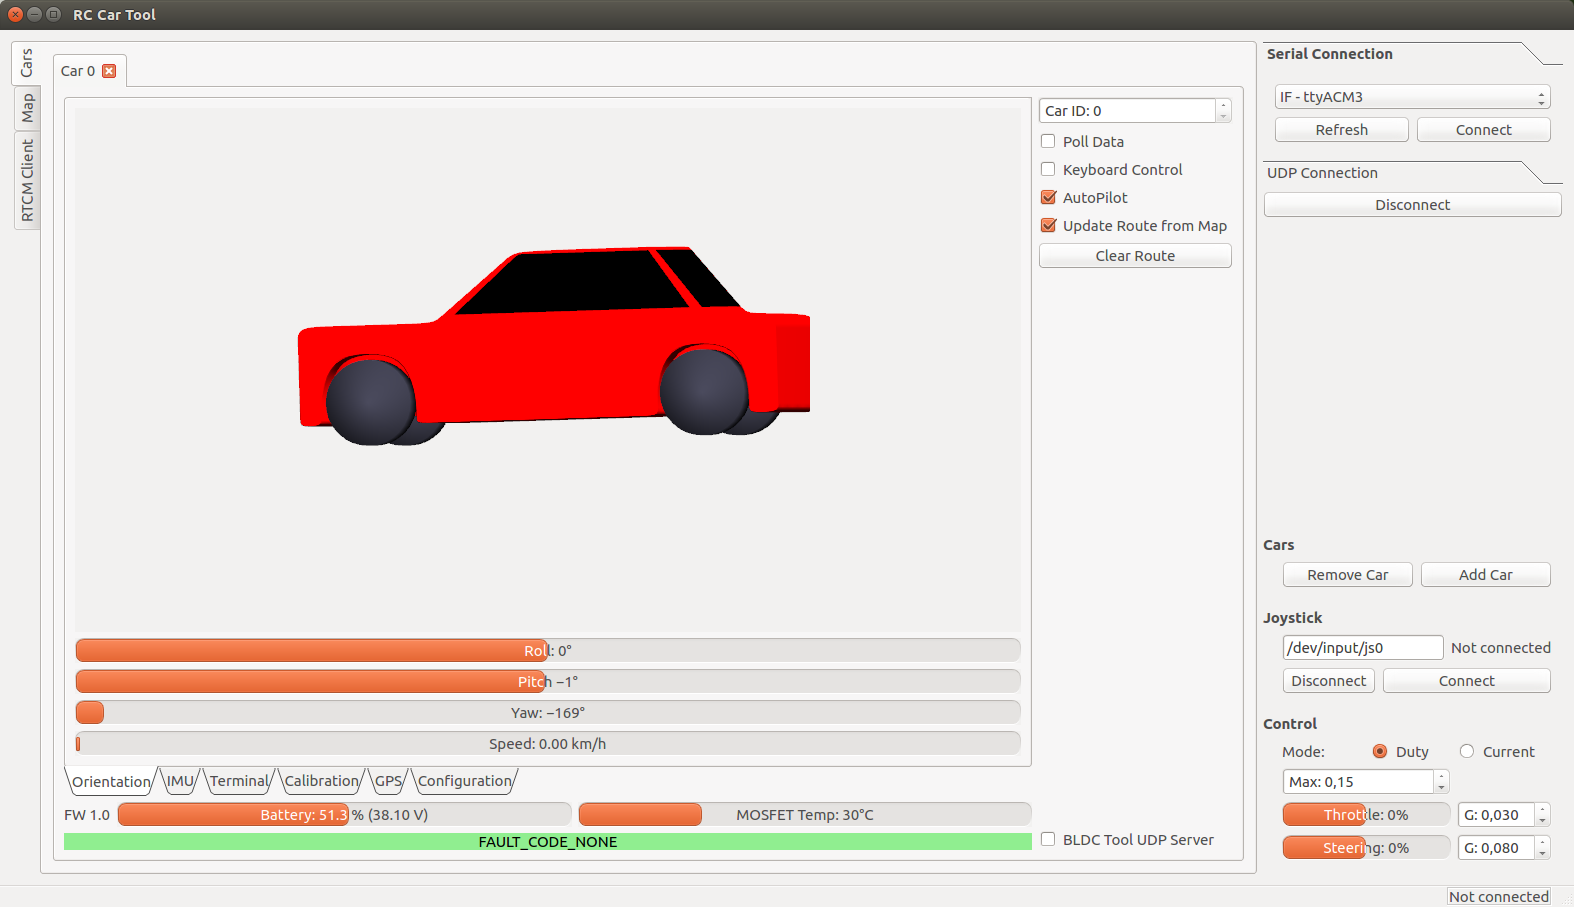 RC Car Tool
Cars
Map
RTCM Client
Car 0
Car ID: 0
Poll Data
Keyboard Control
AutoPilot
Update Route from Map
Clear Route
Roll: 0°
Pitch −1°
Yaw: −169°
Speed: 0.00 km/h
Orientation
IMU
Terminal
Calibration
GPS
Configuration
FW 1.0
Battery: 51.3 % (38.10 V)
MOSFET Temp: 30°C
FAULT_CODE_NONE
BLDC Tool UDP Server
Serial Connection
IF - ttyACM3
Refresh
Connect
UDP Connection
Disconnect
Cars
Remove Car
Add Car
Joystick
/dev/input/js0
Not connected
Disconnect
Connect
Control
Mode:
Duty
Current
Max: 0,15
Throttle: 0%
G: 0,030
Steering: 0%
G: 0,080
Not connected